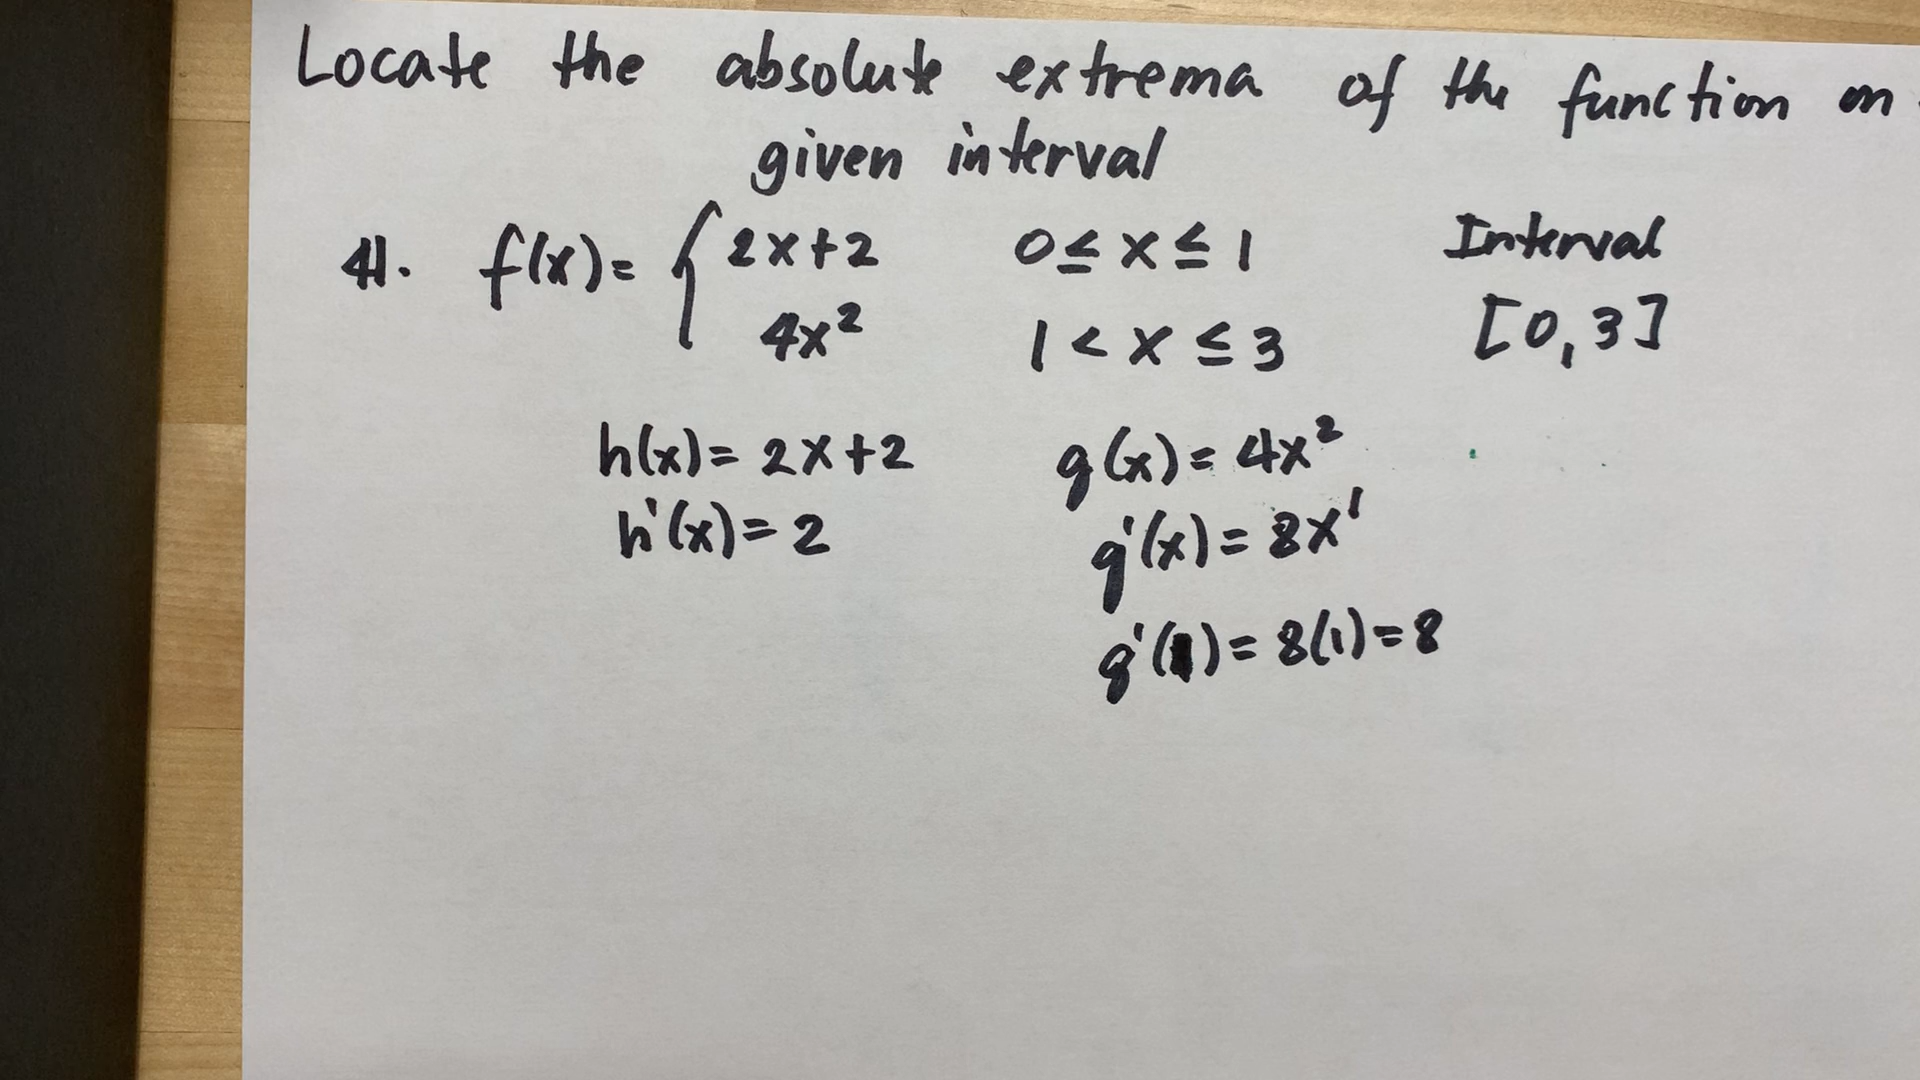 Locate the absolute extrema of the function on
given interval
41. f(x) = { 2x+2 0 ≤ x ≤ 1 Interval
4x² 1 < x ≤ 3 [0,3]
h(x) = 2x+2 g(x) = 4x²
h'(x) = 2 g'(x) = 8x¹
g'(1) = 8(1) = 8